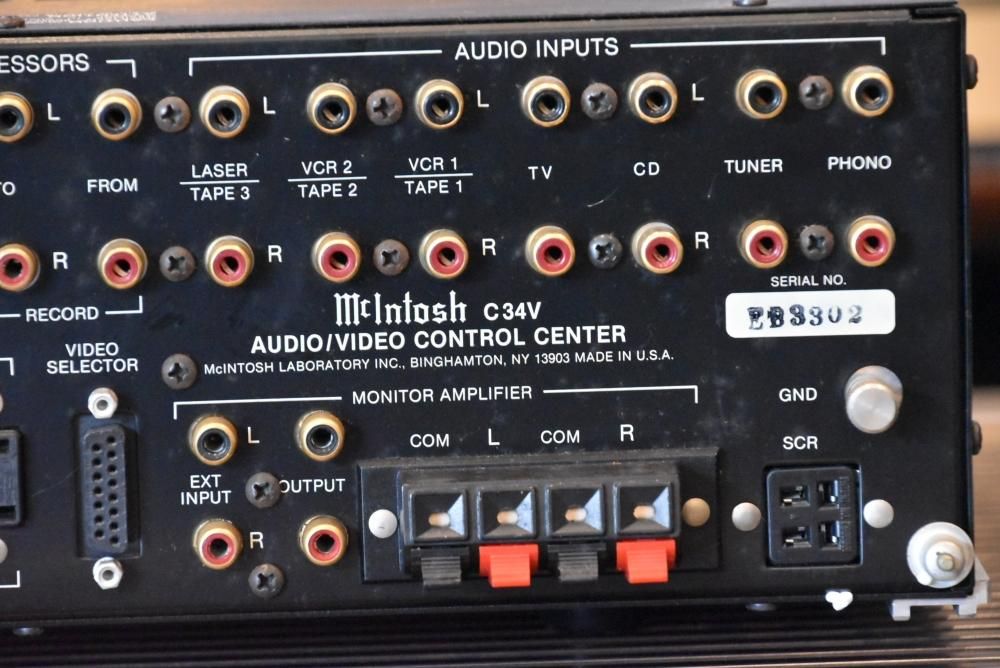 ESSORS
AUDIO INPUTS
L L L L
TO FROM LASER VCR 2 VCR 1 TV CD TUNER PHONO
TAPE 3 TAPE 2 TAPE 1
R R R R
RECORD
SERIAL NO.
EB3302
McIntosh C34V
AUDIO/VIDEO CONTROL CENTER
McINTOSH LABORATORY INC., BINGHAMTON, NY 13903 MADE IN U.S.A.
VIDEO
SELECTOR
MONITOR AMPLIFIER
GND
L COM L COM R
SCR
EXT
INPUT
OUTPUT
R